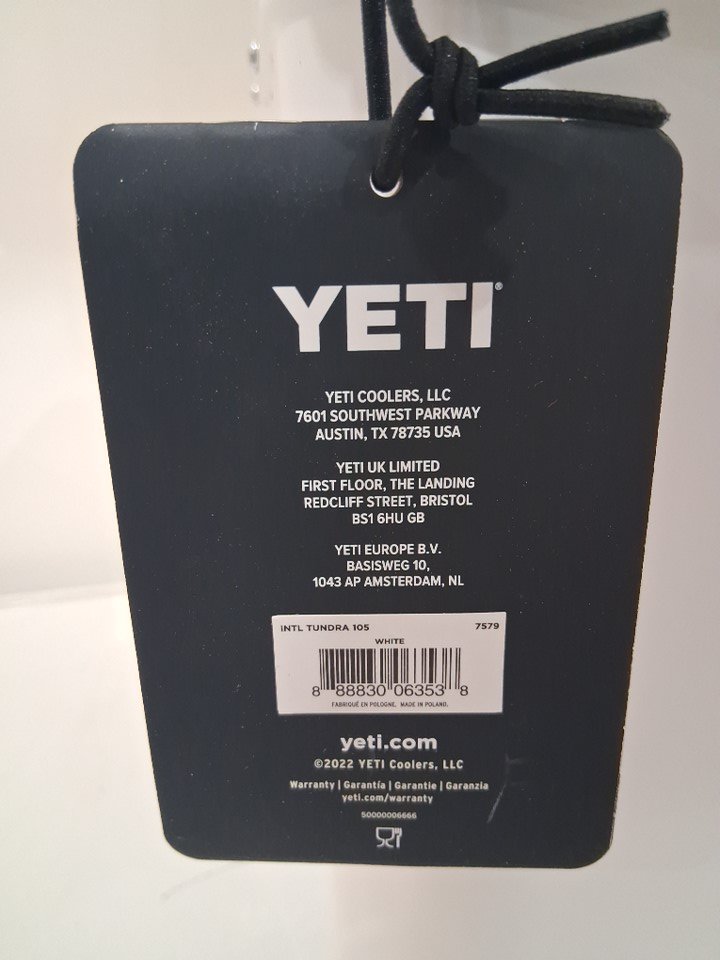 YETI®
YETI COOLERS, LLC
7601 SOUTHWEST PARKWAY
AUSTIN, TX 78735 USA
YETI UK LIMITED
FIRST FLOOR, THE LANDING
REDCLIFF STREET, BRISTOL
BS1 6HU GB
YETI EUROPE B.V.
BASISWEG 10,
1043 AP AMSTERDAM, NL
INTL TUNDRA 105 7579
WHITE
8 88830 06353 8
FABRIQUÉ EN POLOGNE. MADE IN POLAND.
yeti.com
©2022 YETI Coolers, LLC
Warranty | Garantía | Garantie | Garanzia
yeti.com/warranty
50000006666